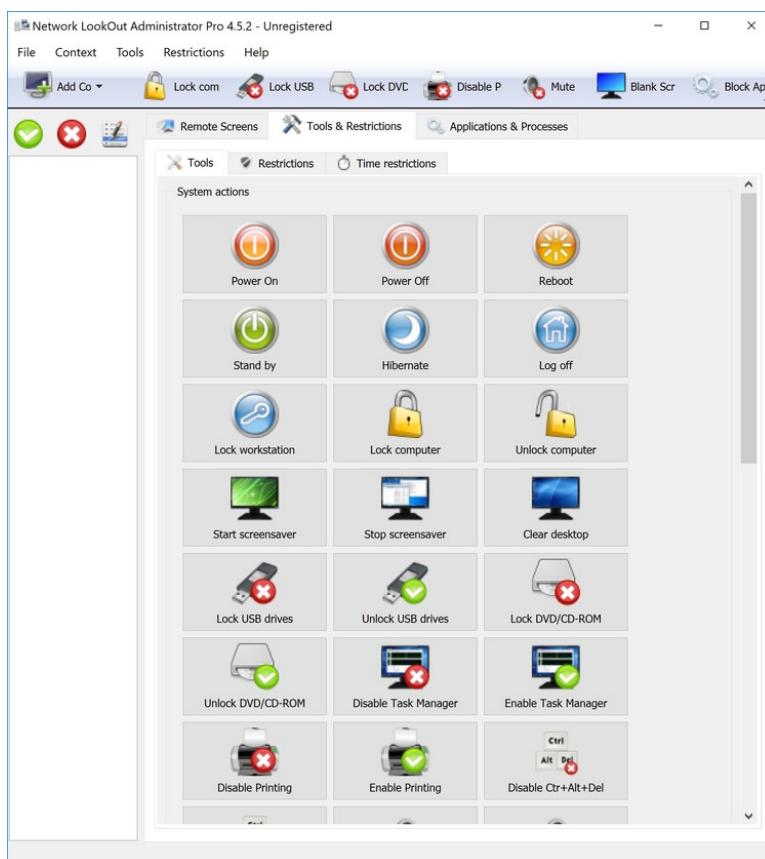 Network LookOut Administrator Pro 4.5.2 - Unregistered
File Context Tools Restrictions Help
Add Co Lock com Lock USB Lock DVD Disable P Mute Blank Scr Block Ap
Remote Screens Tools & Restrictions Applications & Processes
Tools Restrictions Time restrictions
System actions
Power On Power Off Reboot
Stand by Hibernate Log off
Lock workstation Lock computer Unlock computer
Start screensaver Stop screensaver Clear desktop
Lock USB drives Unlock USB drives Lock DVD/CD-ROM
Unlock DVD/CD-ROM Disable Task Manager Enable Task Manager
Ctrl
Alt Del
Disable Printing Enable Printing Disable Ctr+Alt+Del